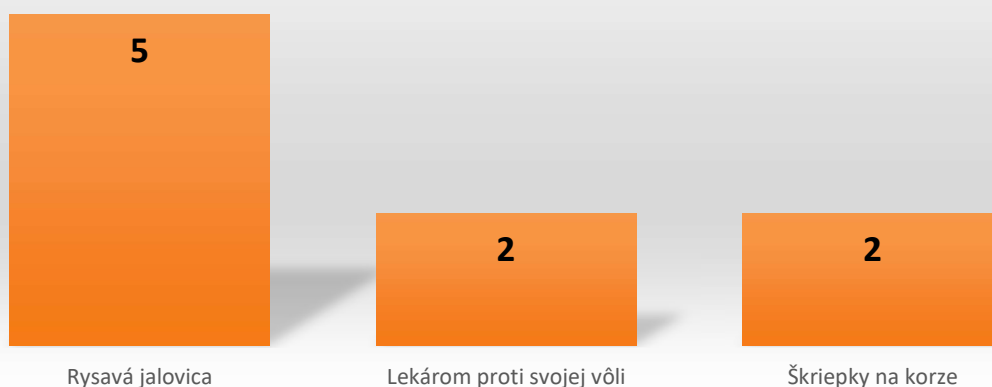 5
2
2
Rysavá jalovica
Lekárom proti svojej vôli
Škriepky na korze